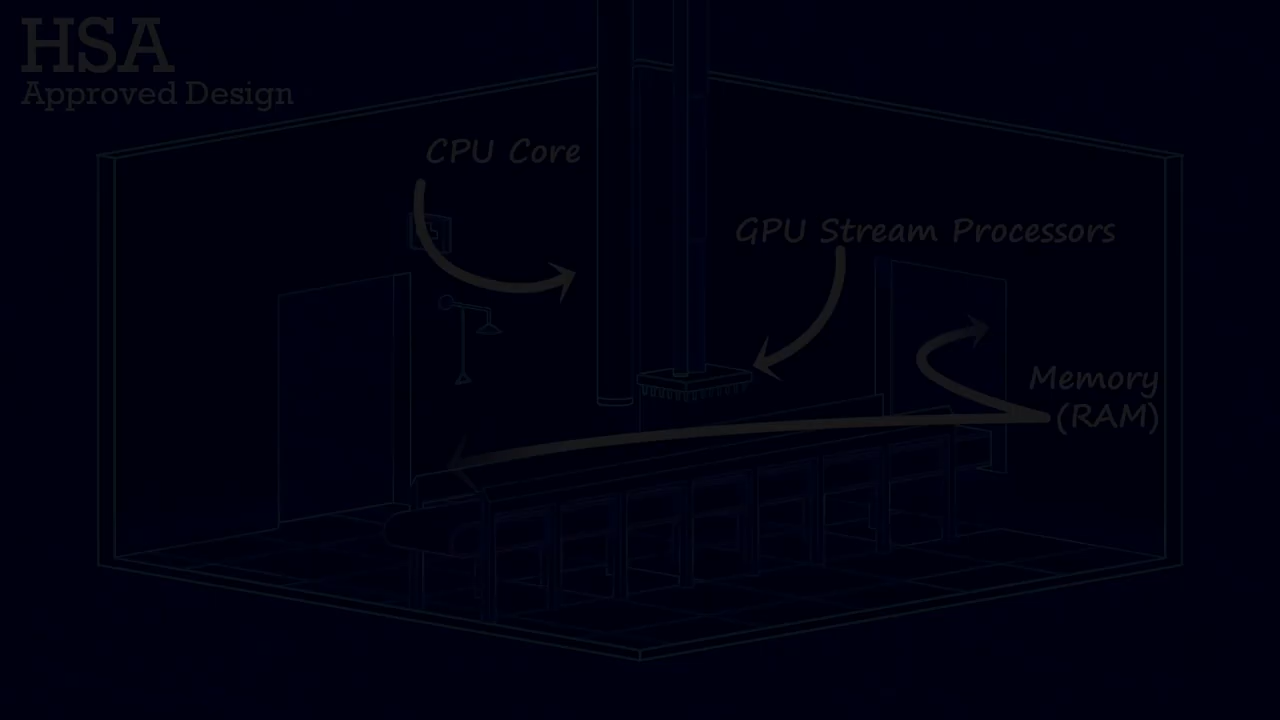 HSA
Approved Design
CPU Core
GPU Stream Processors
Memory
(RAM)